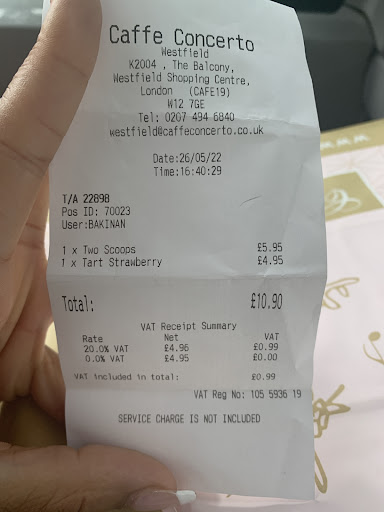 Caffe Concerto
Westfield
K2004 , The Balcony,
Westfield Shopping Centre,
London (CAFE19)
W12 7GE
Tel: 0207 494 6840
westfield@caffeconcerto.co.uk
Date:26/05/22
Time:16:40:29
T/A 22898
Pos ID: 70023
User:BAKINAN
1 x Two Scoops £5.95
1 x Tart Strawberry £4.95
Total: £10.90
VAT Receipt Summary
Rate Net VAT
20.0% VAT £4.96 £0.99
0.0% VAT £4.95 £0.00
VAT included in total: £0.99
VAT Reg No: 105 5936 19
SERVICE CHARGE IS NOT INCLUDED